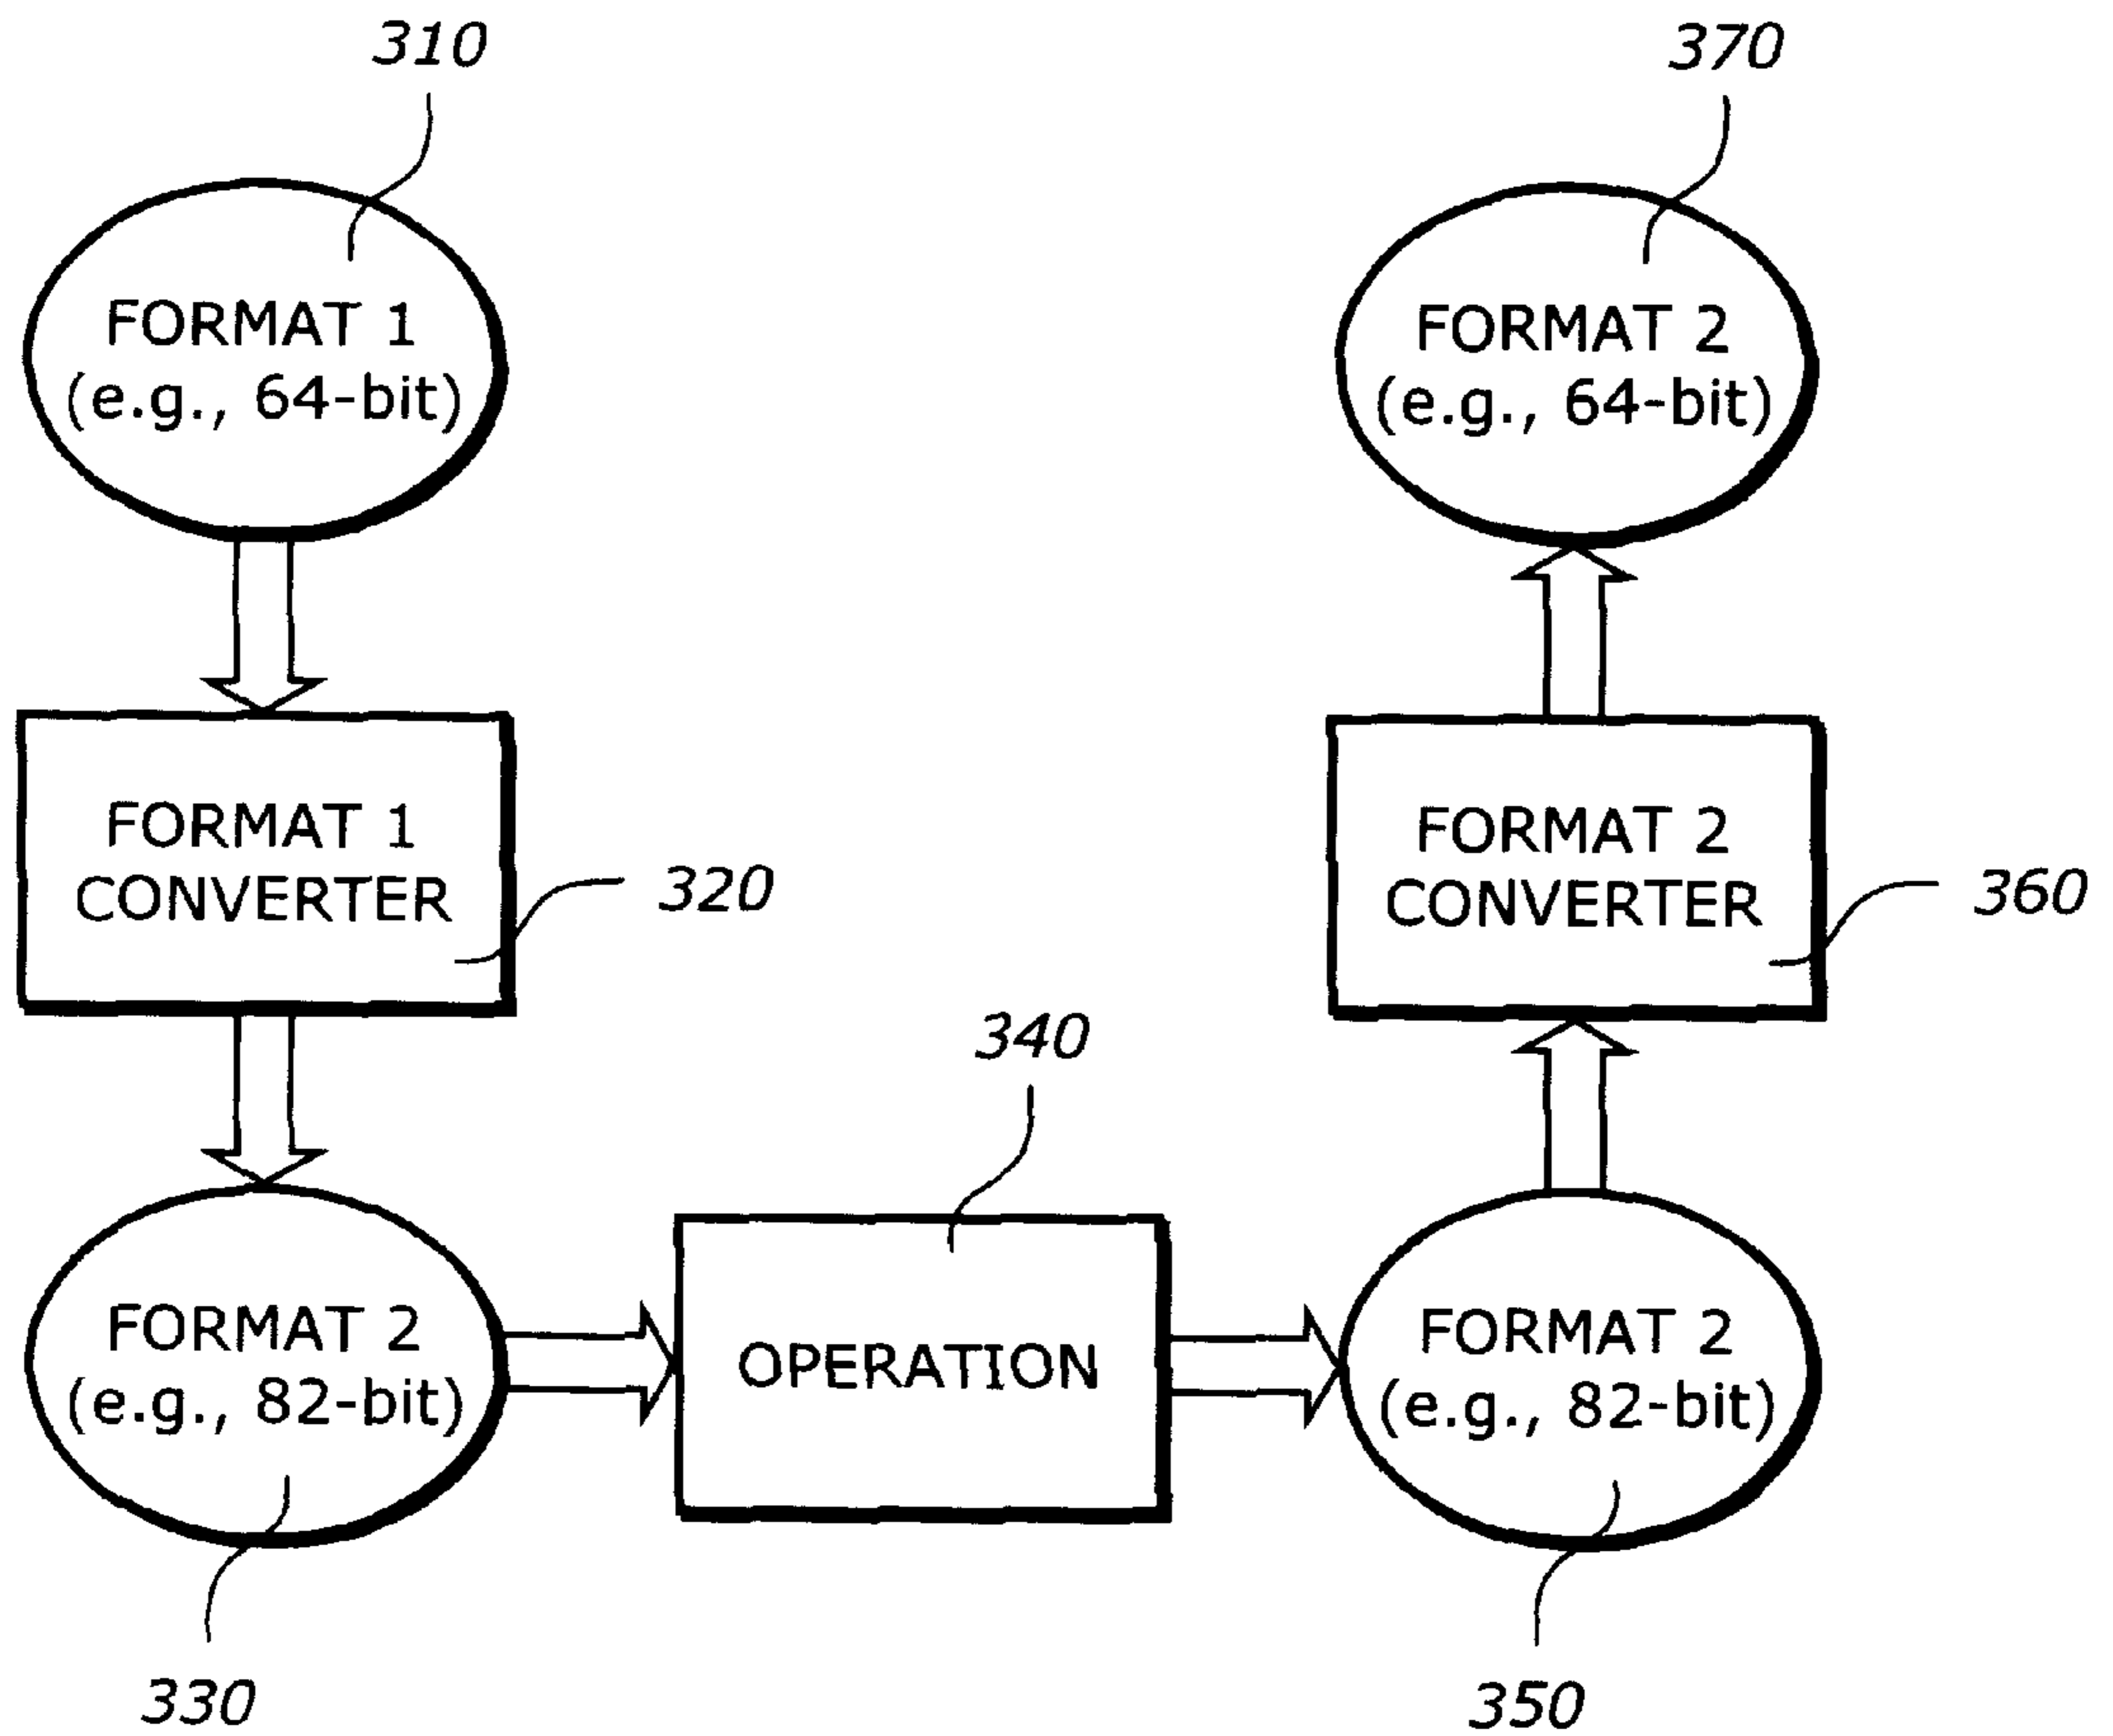 310
370
FORMAT 1
(e.g., 64-bit)
FORMAT 2
(e.g., 64-bit)
FORMAT 1
CONVERTER
320
FORMAT 2
CONVERTER
360
340
FORMAT 2
(e.g., 82-bit)
OPERATION
FORMAT 2
(e.g., 82-bit)
330
350